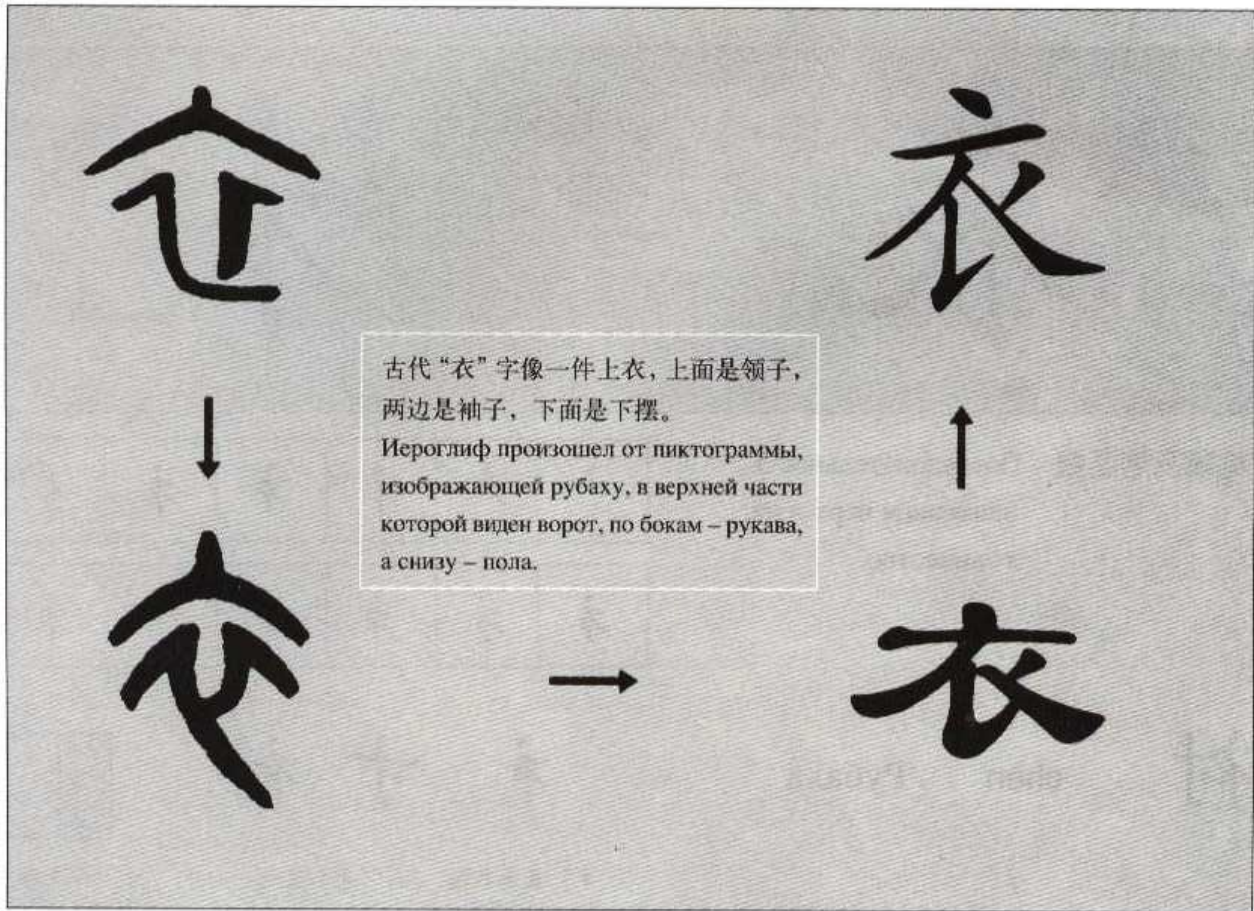 衣
古代“衣”字像一件上衣，上面是领子，
两边是袖子，下面是下摆。
Иероглиф произошел от пиктограммы,
изображающей рубаху, в верхней части
которой виден ворот, по бокам – рукава,
а снизу – пола.
衣